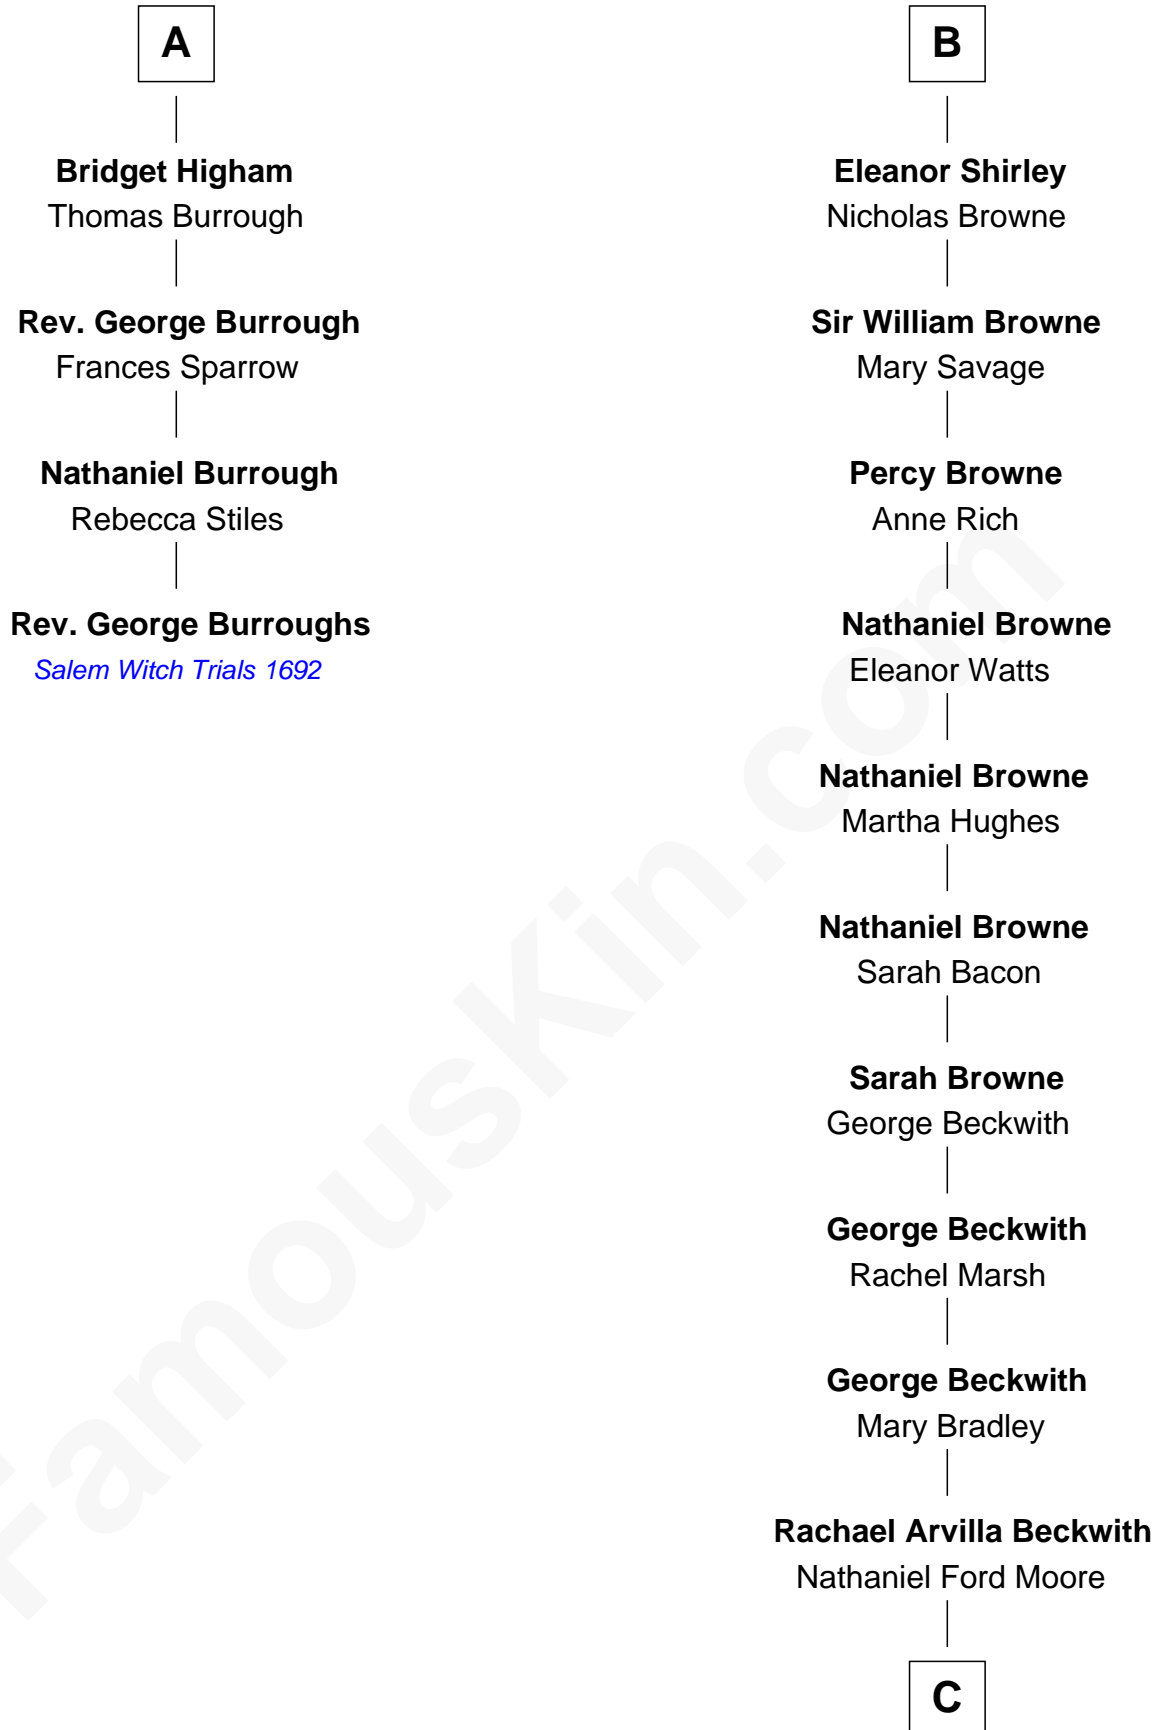 A
Bridget Higham
Thomas Burrough
Rev. George Burrough
Frances Sparrow
Nathaniel Burrough
Rebecca Stiles
Rev. George Burroughs
Salem Witch Trials 1692
B
Eleanor Shirley
Nicholas Browne
Sir William Browne
Mary Savage
Percy Browne
Anne Rich
Nathaniel Browne
Eleanor Watts
Nathaniel Browne
Martha Hughes
Nathaniel Browne
Sarah Bacon
Sarah Browne
George Beckwith
George Beckwith
Rachel Marsh
George Beckwith
Mary Bradley
Rachael Arvilla Beckwith
Nathaniel Ford Moore
C
FamousKin.com